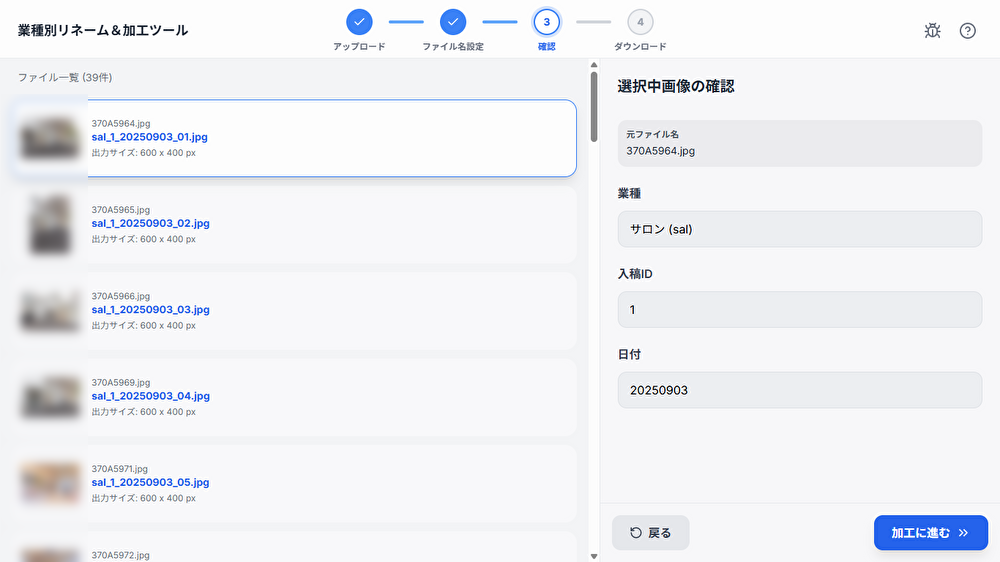 業種別リネーム＆加工ツール
アップロード
ファイル名設定
3
確認
4
ダウンロード
ファイル一覧 (39件)
370A5964.jpg
sal_1_20250903_01.jpg
出力サイズ: 600 x 400 px
370A5965.jpg
sal_1_20250903_02.jpg
出力サイズ: 600 x 400 px
370A5966.jpg
sal_1_20250903_03.jpg
出力サイズ: 600 x 400 px
370A5969.jpg
sal_1_20250903_04.jpg
出力サイズ: 600 x 400 px
370A5971.jpg
sal_1_20250903_05.jpg
出力サイズ: 600 x 400 px
370A5972.jpg
選択中画像の確認
元ファイル名
370A5964.jpg
業種
サロン (sal)
入稿ID
1
日付
20250903
戻る
加工に進む